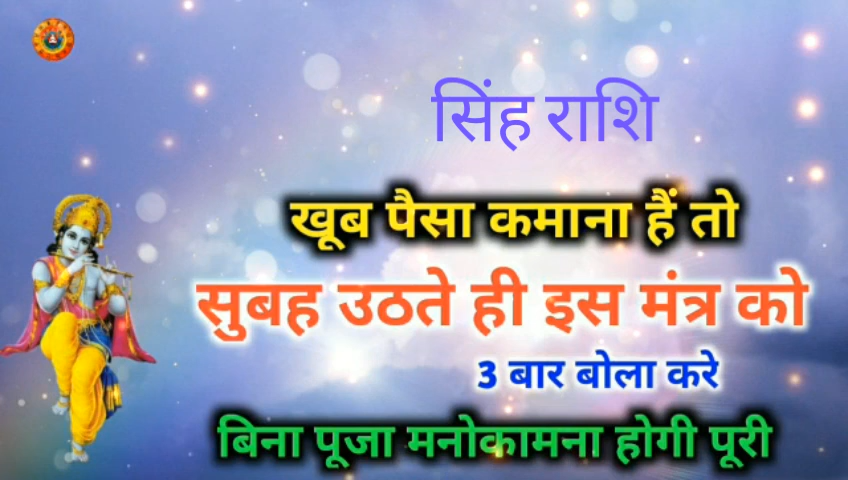 सिंह राशि
खूब पैसा कमाना हैं तो
सुबह उठते ही इस मंत्र को
3 बार बोला करे
बिना पूजा मनोकामना होगी पूरी